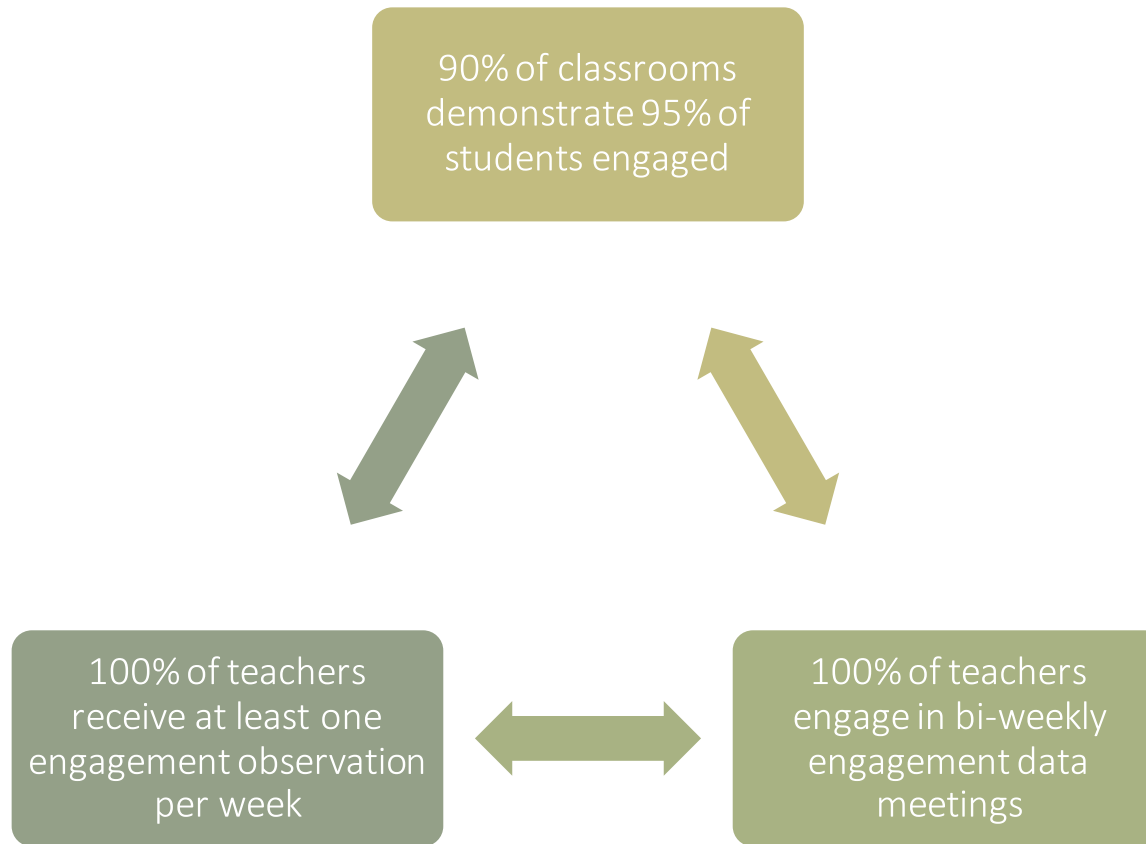 90% of classrooms
demonstrate 95% of
students engaged
100% of teachers
receive at least one
engagement observation
per week
100% of teachers
engage in bi-weekly
engagement data
meetings